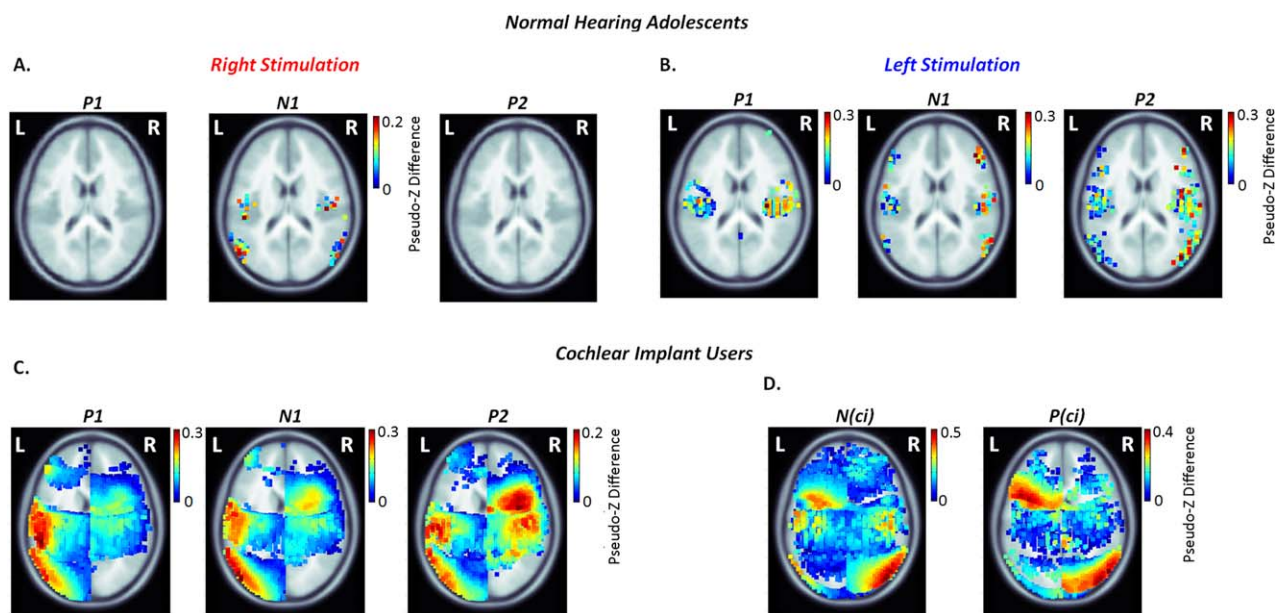 Normal Hearing Adolescents
A.
Right Stimulation
B.
Left Stimulation
P1
N1
P2
P1
N1
P2
L R
L R
0.2
0
L R
Pseudo-Z Difference
L R
0.3
0
L R
0.3
0
L R
0.3
0
Pseudo-Z Difference
Cochlear Implant Users
C.
D.
P1
N1
P2
N(ci)
P(ci)
L R
0.3
0
L R
0.3
0
L R
0.2
0
Pseudo-Z Difference
L R
0.5
0
L R
0.4
0
Pseudo-Z Difference